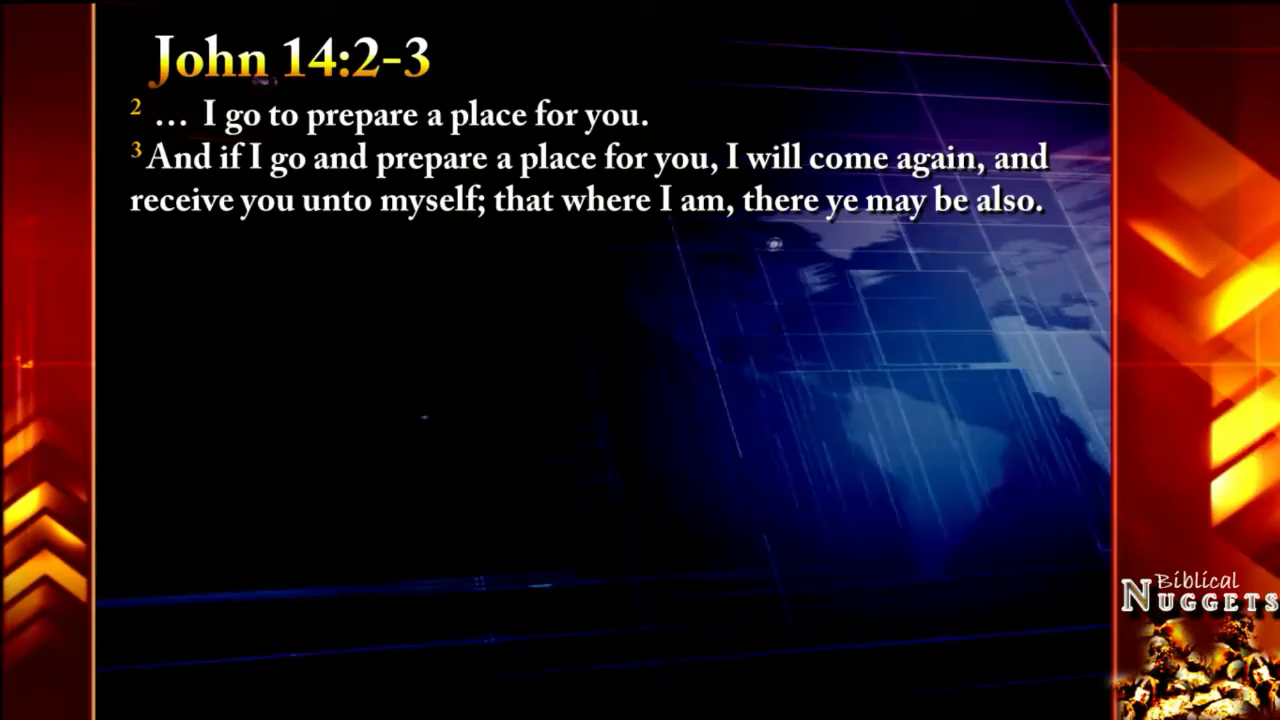 John 14:2-3
2 … I go to prepare a place for you.
3 And if I go and prepare a place for you, I will come again, and
receive you unto myself; that where I am, there ye may be also.
Biblical
NUGGETS